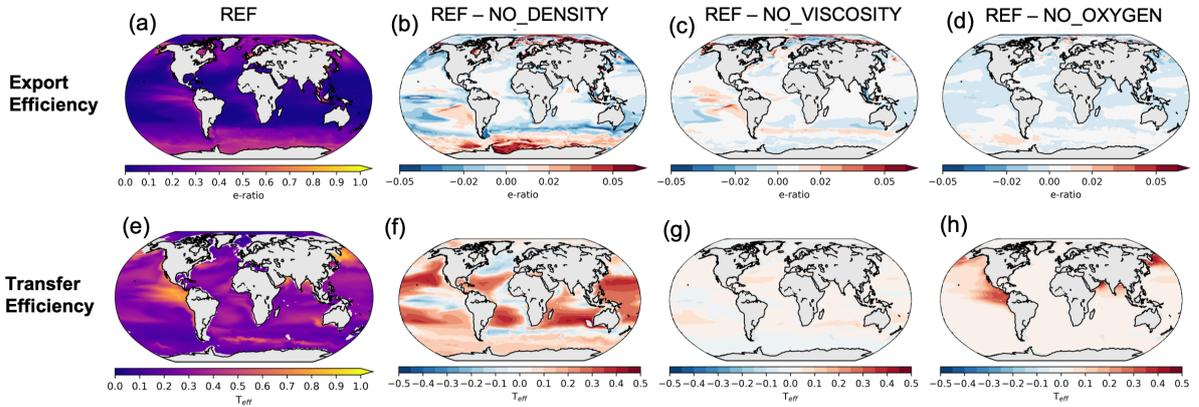 REF
REF – NO_DENSITY
REF – NO_VISCOSITY
REF – NO_OXYGEN
(a)
(b)
(c)
(d)
Export
Efficiency
0.0 0.1 0.2 0.3 0.4 0.5 0.6 0.7 0.8 0.9 1.0
e-ratio
−0.05 −0.02 0.00 0.02 0.05
e-ratio
−0.05 −0.02 0.00 0.02 0.05
e-ratio
−0.05 −0.02 0.00 0.02 0.05
e-ratio
(e)
(f)
(g)
(h)
Transfer
Efficiency
0.0 0.1 0.2 0.3 0.4 0.5 0.6 0.7 0.8 0.9 1.0
Teff
−0.5 −0.4 −0.3 −0.2 −0.1 0.0 0.1 0.2 0.3 0.4 0.5
Teff
−0.5 −0.4 −0.3 −0.2 −0.1 0.0 0.1 0.2 0.3 0.4 0.5
Teff
−0.5 −0.4 −0.3 −0.2 −0.1 0.0 0.1 0.2 0.3 0.4 0.5
Teff